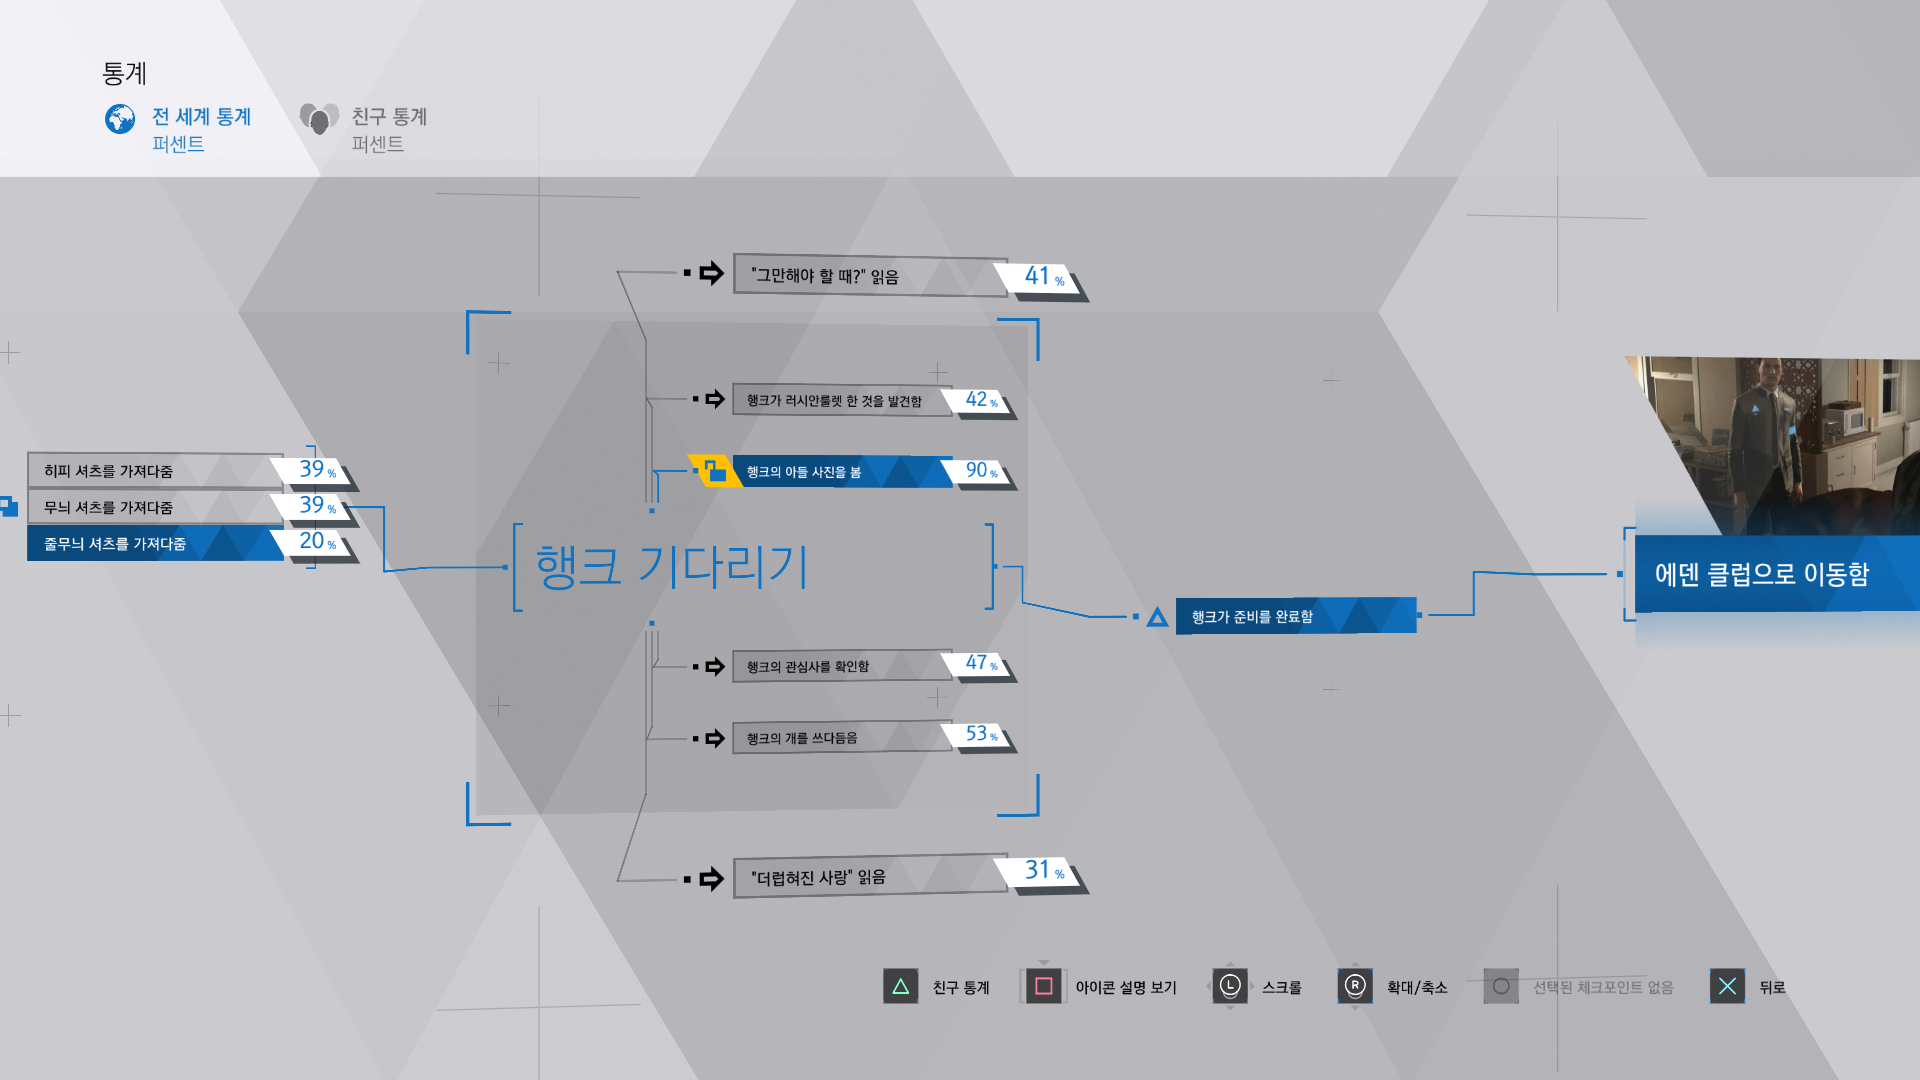 통계
전 세계 통계
퍼센트
친구 통계
퍼센트
"그만해야 할 때?" 읽음
41 %
행크가 러시안룰렛 한 것을 발견함
42 %
행크의 아들 사진을 봄
90 %
히피 셔츠를 가져다줌
39 %
무늬 셔츠를 가져다줌
39 %
줄무늬 셔츠를 가져다줌
20 %
행크 기다리기
행크가 준비를 완료함
에덴 클럽으로 이동함
행크의 관심사를 확인함
47 %
행크의 개를 쓰다듬음
53 %
"더럽혀진 사랑" 읽음
31 %
친구 통계
아이콘 설명 보기
L
스크롤
R
확대/축소
선택된 체크포인트 없음
뒤로